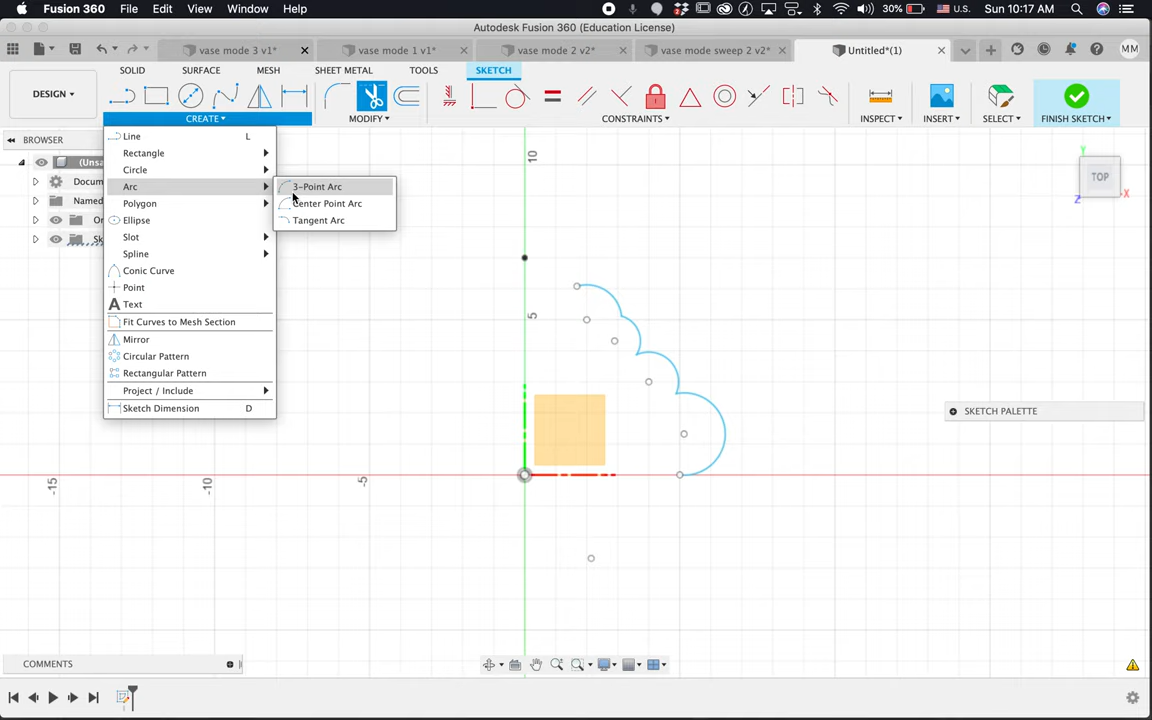 Fusion 360 File Edit View Window Help 30% U.S. Sun 10:17 AM
Autodesk Fusion 360 (Education License)
vase mode 3 v1* vase mode 1 v1* vase mode 2 v2* vase mode sweep 2 v2* Untitled*(1) MM
SOLID SURFACE MESH SHEET METAL TOOLS SKETCH
DESIGN
CREATE MODIFY CONSTRAINTS INSPECT INSERT SELECT FINISH SKETCH
BROWSER
(Unsa
Docum
Named
Or
Sk
Line L
Rectangle
Circle
Arc
Polygon
Ellipse
Slot
Spline
Conic Curve
Point
A Text
Fit Curves to Mesh Section
Mirror
Circular Pattern
Rectangular Pattern
Project / Include
Sketch Dimension D
3-Point Arc
Center Point Arc
Tangent Arc
10
5
-15
-10
-5
Y
TOP
X
Z
SKETCH PALETTE
COMMENTS